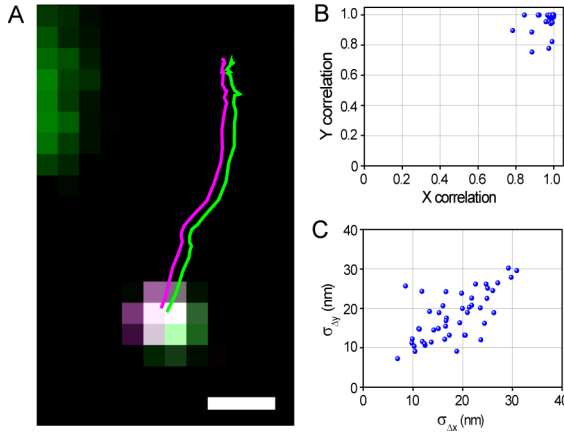 A
B
1.0
0.8
0.6
0.4
0.2
0
Y correlation
0 0.2 0.4 0.6 0.8 1.0
X correlation
C
40
30
20
10
0
σΔy (nm)
0 10 20 30 40
σΔx (nm)